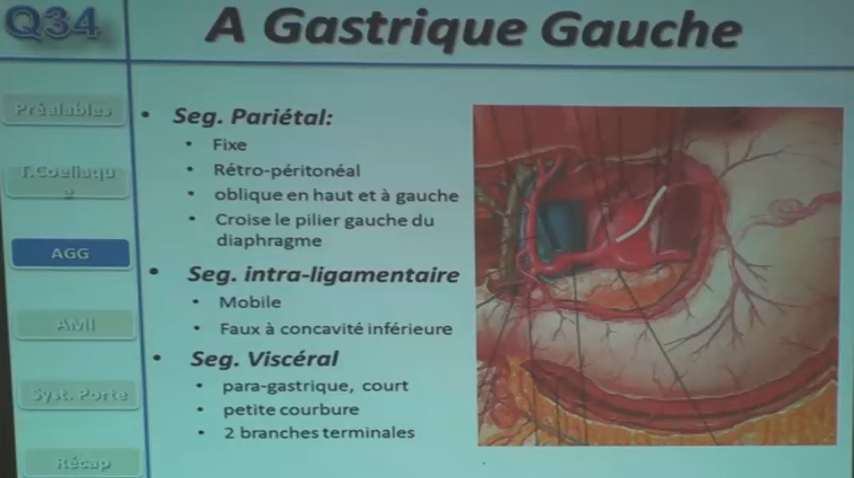 Q34
A Gastrique Gauche
Préalables
T.Coeliaqu
e
AGG
AMI
Syst. Porte
Récap
• Seg. Pariétal:
• Fixe
• Rétro-péritonéal
• oblique en haut et à gauche
• Croise le pilier gauche du
diaphragme
• Seg. intra-ligamentaire
• Mobile
• Faux à concavité inférieure
• Seg. Viscéral
• para-gastrique, court
• petite courbure
• 2 branches terminales